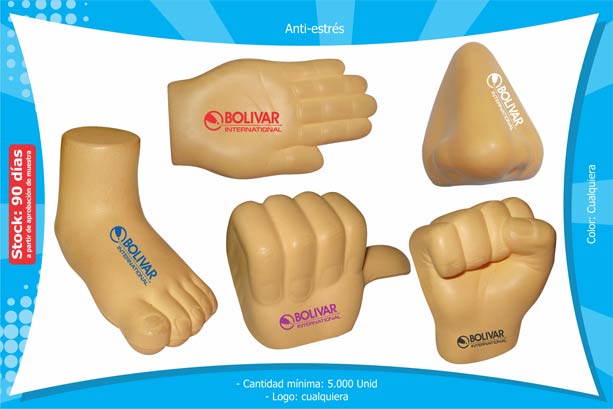 Anti-estrés
BOLIVAR
INTERNATIONAL
BOLIVAR
INTERNATIONAL
Stock: 90 días
a partir de aprobación de muestra
Color: Cualquiera
BOLIVAR
INTERNATIONAL
BOLIVAR
INTERNATIONAL
BOLIVAR
INTERNATIONAL
- Cantidad mínima: 5.000 Unid
- Logo: cualquiera